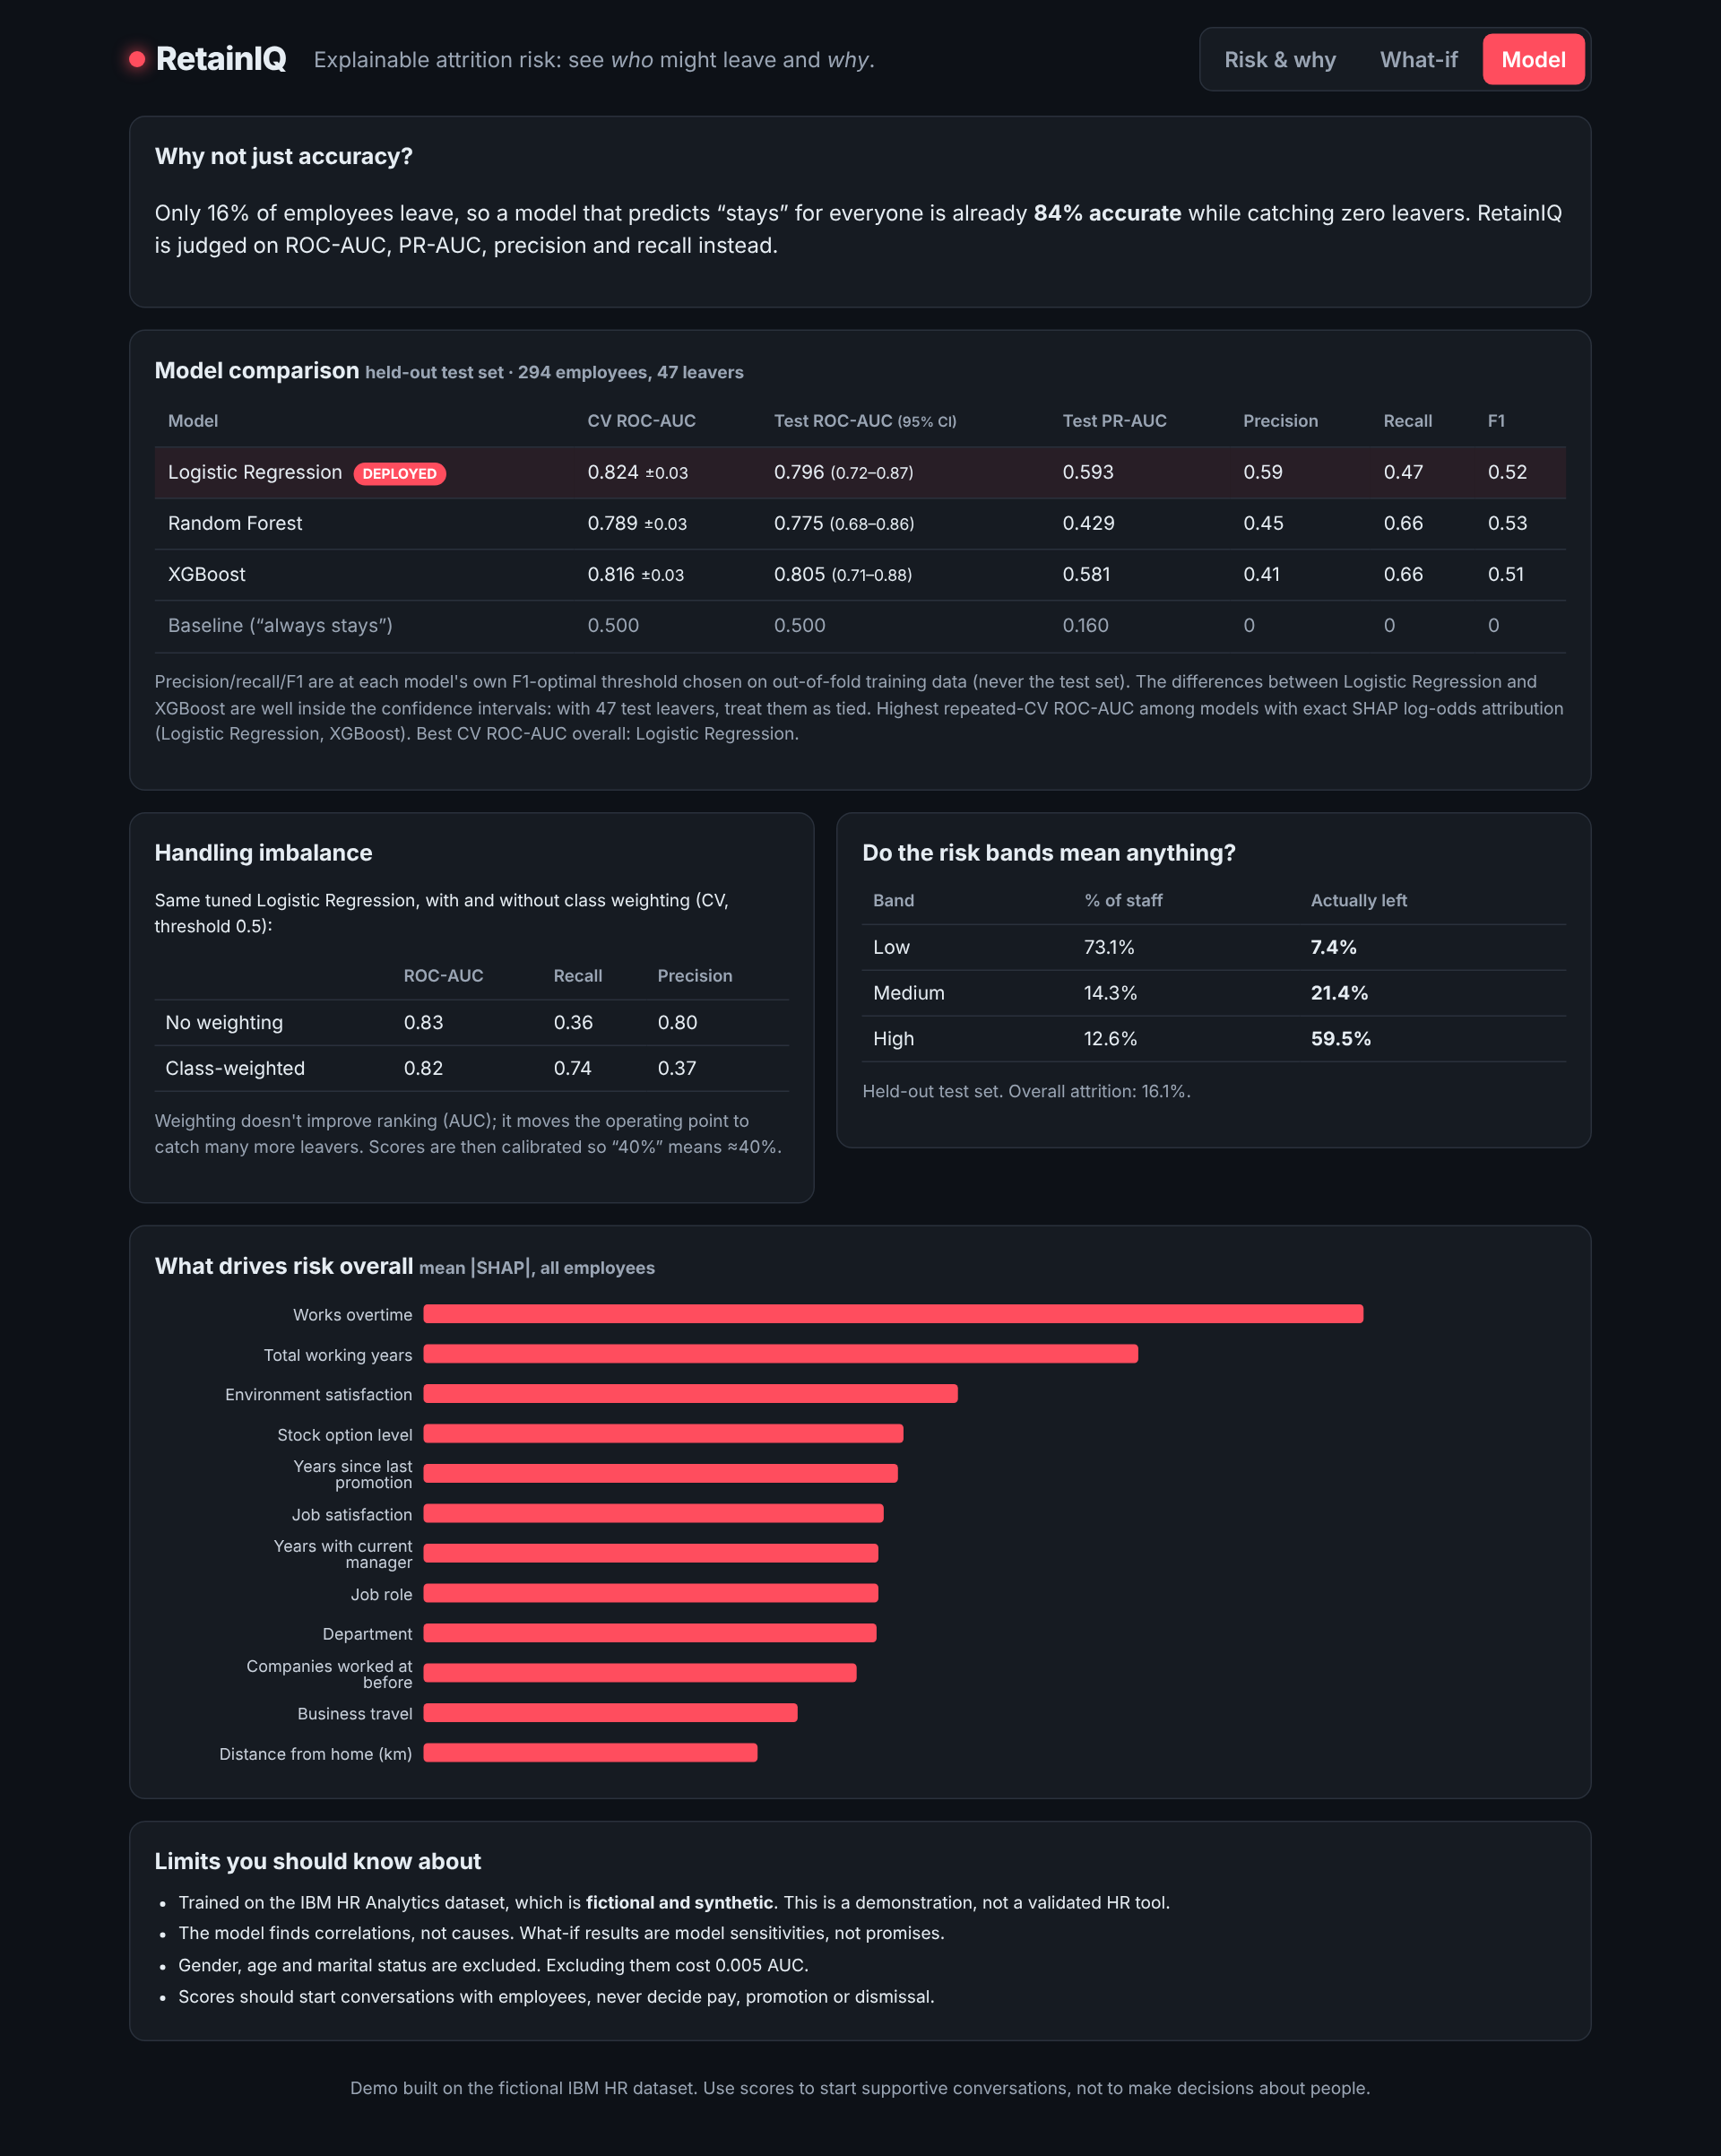 RetainIQ
Explainable attrition risk: see who might leave and why.
Risk & why
What-if
Model
Why not just accuracy?
Only 16% of employees leave, so a model that predicts “stays” for everyone is already 84% accurate while catching zero leavers. RetainIQ
is judged on ROC-AUC, PR-AUC, precision and recall instead.
Model comparison held-out test set · 294 employees, 47 leavers
Model CV ROC-AUC Test ROC-AUC (95% CI) Test PR-AUC Precision Recall F1
Logistic Regression DEPLOYED 0.824 ±0.03 0.796 (0.72–0.87) 0.593 0.59 0.47 0.52
Random Forest 0.789 ±0.03 0.775 (0.68–0.86) 0.429 0.45 0.66 0.53
XGBoost 0.816 ±0.03 0.805 (0.71–0.88) 0.581 0.41 0.66 0.51
Baseline (“always stays”) 0.500 0.500 0.160 0 0 0
Precision/recall/F1 are at each model's own F1-optimal threshold chosen on out-of-fold training data (never the test set). The differences between Logistic Regression and
XGBoost are well inside the confidence intervals: with 47 test leavers, treat them as tied. Highest repeated-CV ROC-AUC among models with exact SHAP log-odds attribution
(Logistic Regression, XGBoost). Best CV ROC-AUC overall: Logistic Regression.
Handling imbalance
Same tuned Logistic Regression, with and without class weighting (CV,
threshold 0.5):
ROC-AUC Recall Precision
No weighting 0.83 0.36 0.80
Class-weighted 0.82 0.74 0.37
Weighting doesn't improve ranking (AUC); it moves the operating point to
catch many more leavers. Scores are then calibrated so “40%” means ≈40%.
Do the risk bands mean anything?
Band % of staff Actually left
Low 73.1% 7.4%
Medium 14.3% 21.4%
High 12.6% 59.5%
Held-out test set. Overall attrition: 16.1%.
What drives risk overall mean |SHAP|, all employees
Works overtime
Total working years
Environment satisfaction
Stock option level
Years since last
promotion
Job satisfaction
Years with current
manager
Job role
Department
Companies worked at
before
Business travel
Distance from home (km)
Limits you should know about
• Trained on the IBM HR Analytics dataset, which is fictional and synthetic. This is a demonstration, not a validated HR tool.
• The model finds correlations, not causes. What-if results are model sensitivities, not promises.
• Gender, age and marital status are excluded. Excluding them cost 0.005 AUC.
• Scores should start conversations with employees, never decide pay, promotion or dismissal.
Demo built on the fictional IBM HR dataset. Use scores to start supportive conversations, not to make decisions about people.